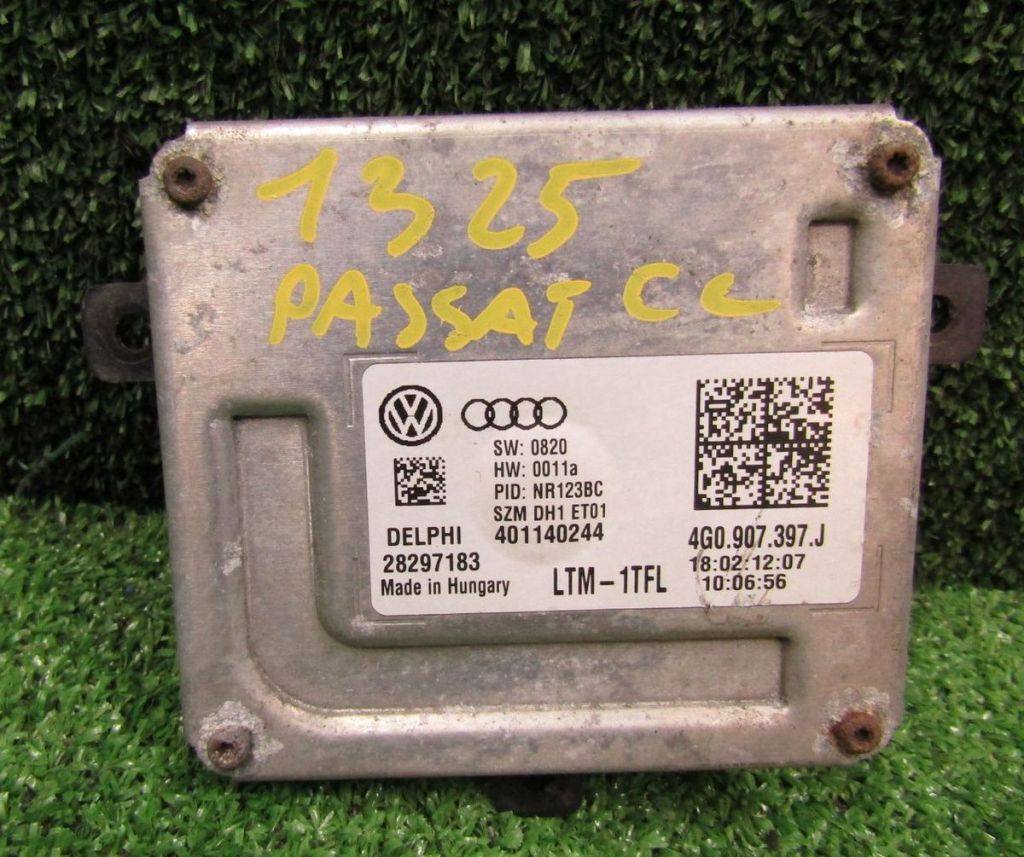 1325
PASSAT CC
SW: 0820
HW: 0011a
PID: NR123BC
SZM DH1 ET01
DELPHI 401140244
28297183
Made in Hungary
LTM-1TFL
4G0.907.397.J
18:02:12:07
10:06:56